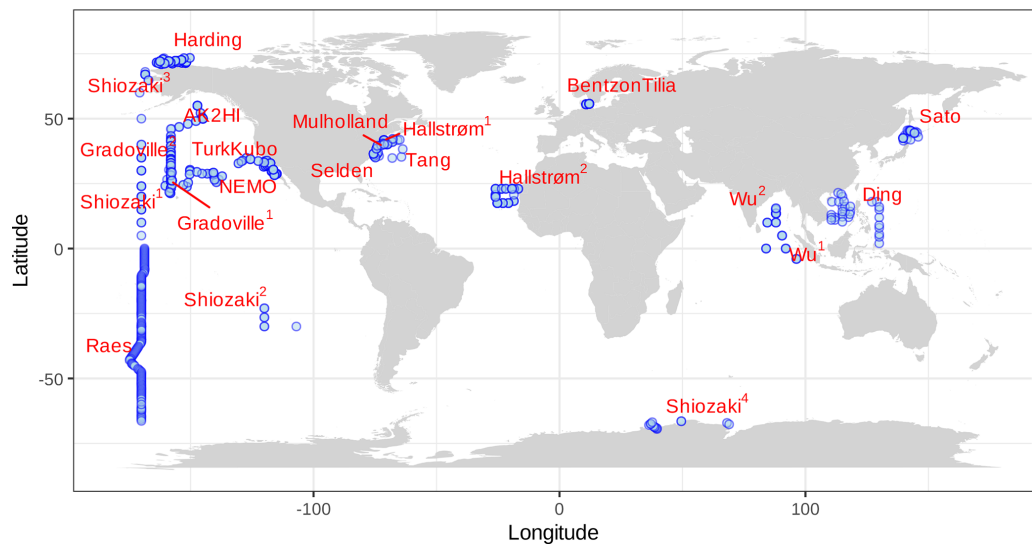 Harding
Shiozaki³
BentzonTilia
AK2HI
Mulholland
Hallstrøm¹
Sato
Gradoville²
TurkKubo
Selden
Tang
Shiozaki¹
NEMO
Hallstrøm²
Wu²
Ding
Gradoville¹
Wu¹
Shiozaki²
Raes
Shiozaki⁴
50
0
-50
-100
0
100
Latitude
Longitude